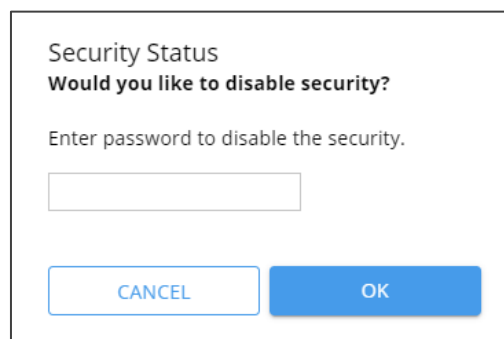 Security Status
Would you like to disable security?
Enter password to disable the security.
CANCEL
OK